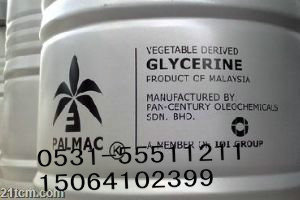 VEGETABLE DERIVED
GLYCERINE
PRODUCT OF MALAYSIA
MANUFACTURED BY
PAN-CENTURY OLEOCHEMICALS
SDN. BHD.
PALMAC
A MEMBER IN IOI GROUP
0531-55511211
15064102399
21tcm.com